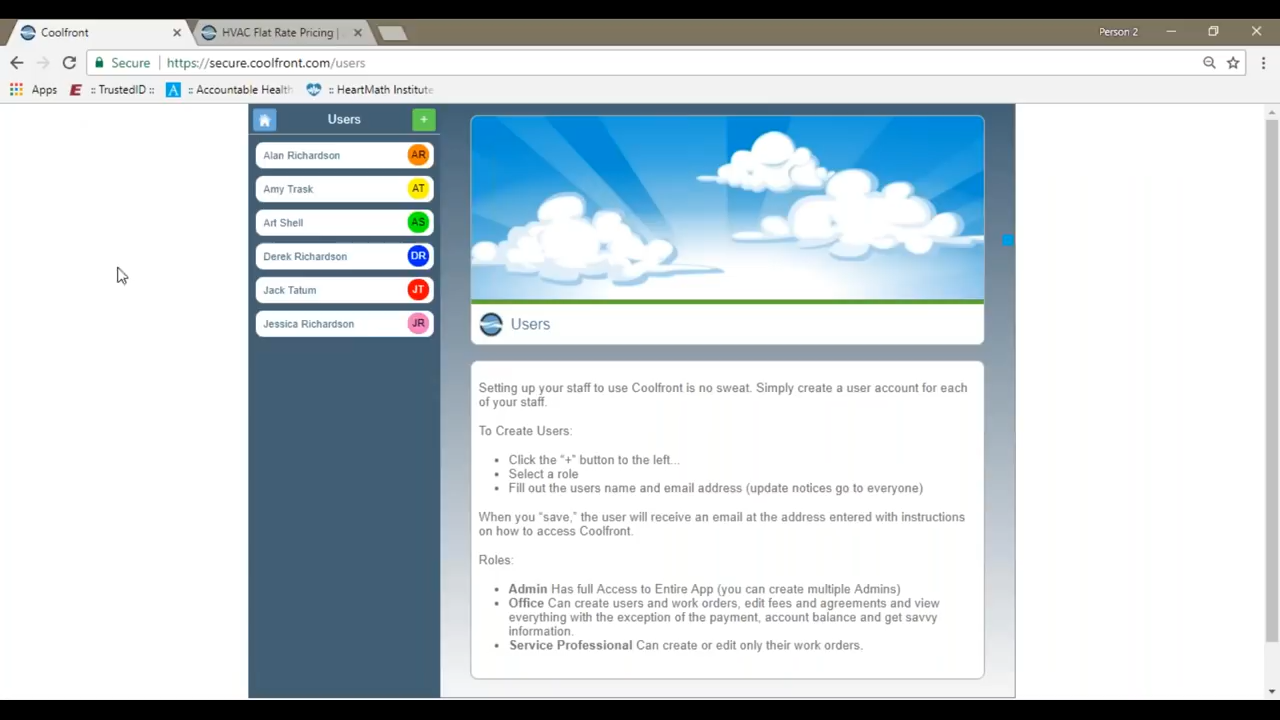 Coolfront
HVAC Flat Rate Pricing |
Person 2
Secure
https://secure.coolfront.com/users
Apps
E
:: TrustedID ::
A
:: Accountable Healt
:: HeartMath Institute
Users
+
Alan Richardson
AR
Amy Trask
AT
Art Shell
AS
Derek Richardson
DR
Jack Tatum
JT
Jessica Richardson
JR
Users
Setting up your staff to use Coolfront is no sweat. Simply create a user account for each
of your staff.
To Create Users:
• Click the “+” button to the left...
• Select a role
• Fill out the users name and email address (update notices go to everyone)
When you “save,” the user will receive an email at the address entered with instructions
on how to access Coolfront.
Roles:
• Admin Has full Access to Entire App (you can create multiple Admins)
• Office Can create users and work orders, edit fees and agreements and view
everything with the exception of the payment, account balance and get savvy
information.
• Service Professional Can create or edit only their work orders.